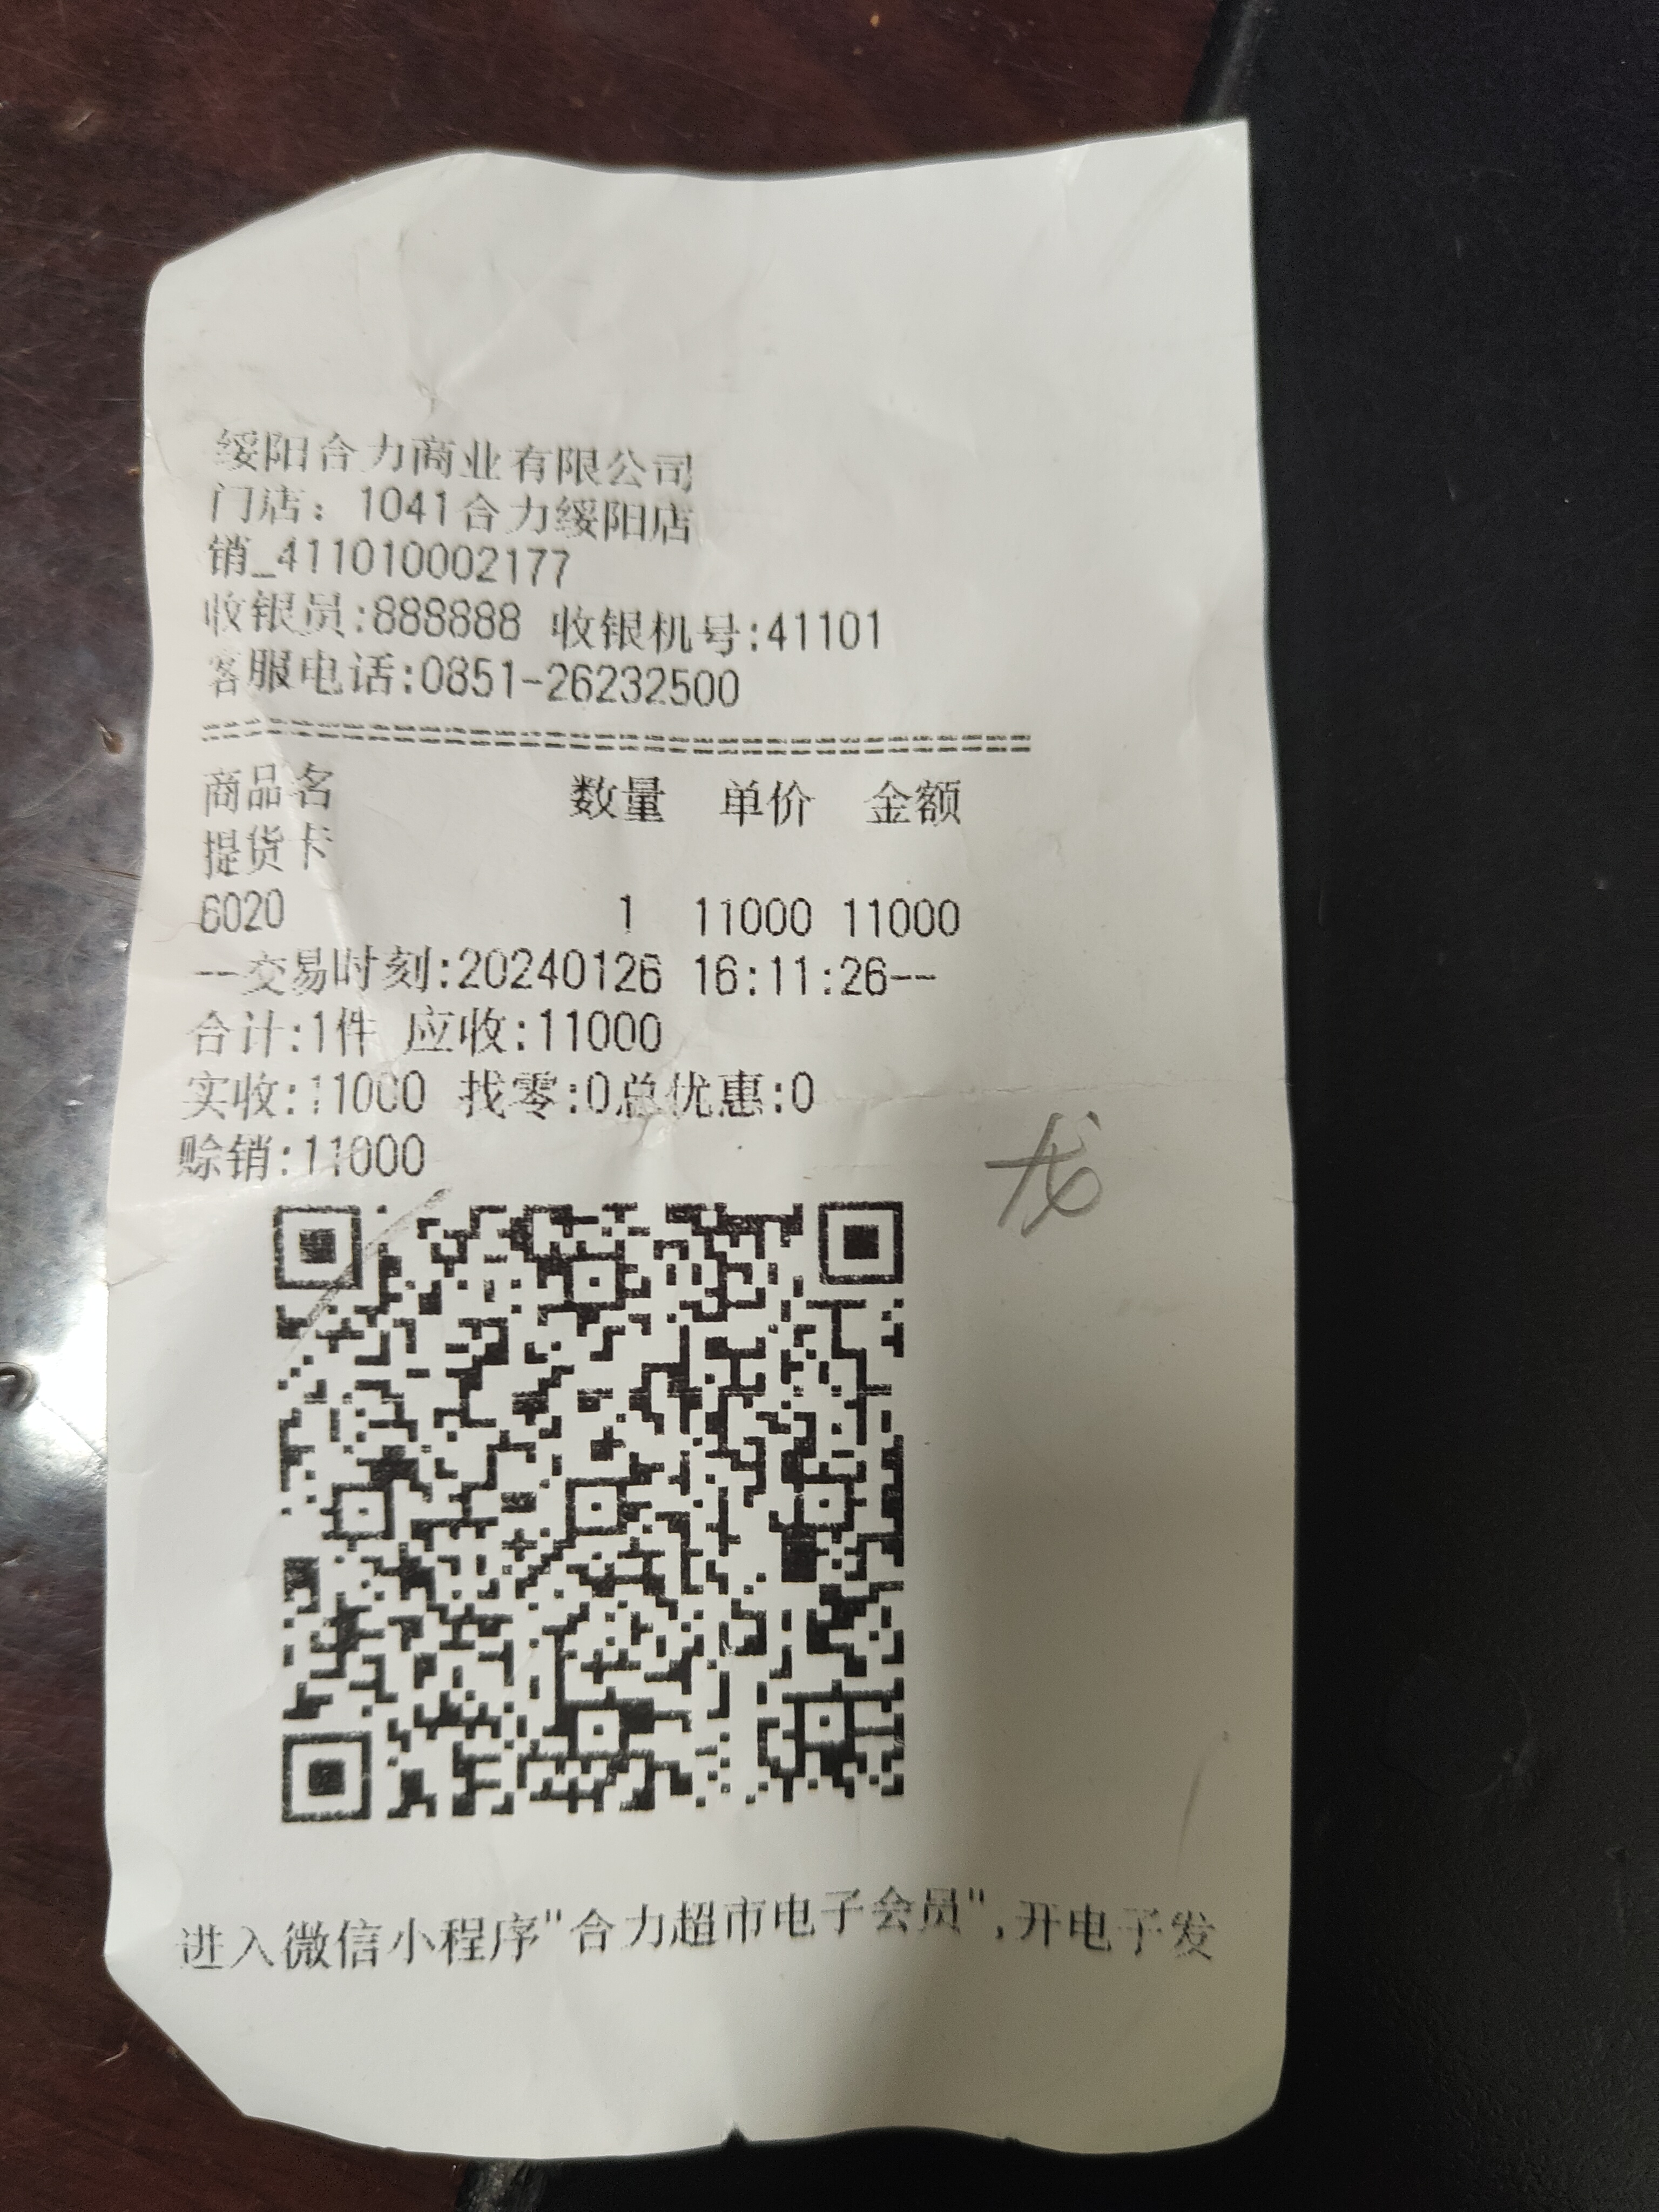 绥阳合力商业有限公司
门店：1041合力绥阳店
销_411010002177
收银员:888888 收银机号:41101
客服电话:0851-26232500
==================================
商品名 数量 单价 金额
提货卡
6020 1 11000 11000
--交易时刻:20240126 16:11:26--
合计:1件 应收:11000
实收:11000 找零:0总优惠:0
赊销:11000
龙
进入微信小程序"合力超市电子会员",开电子发